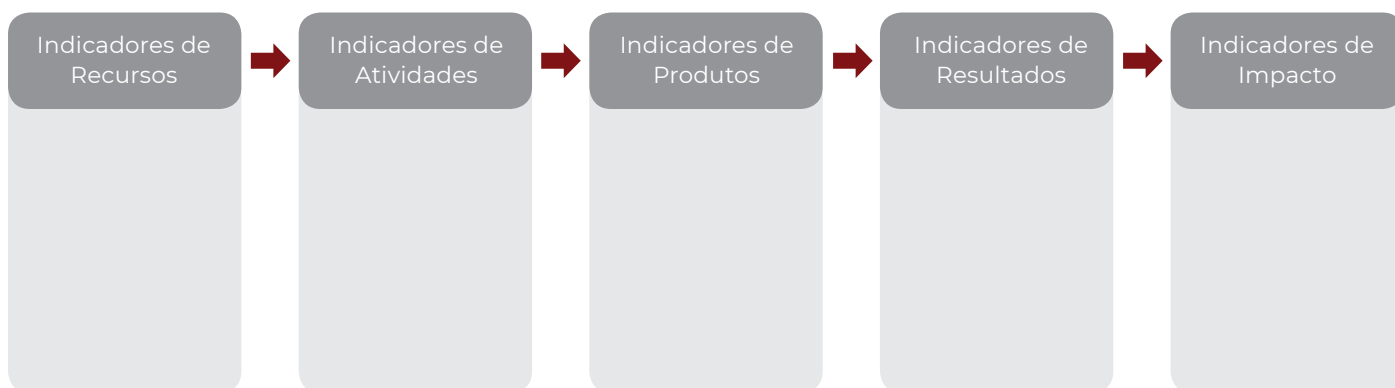 Indicadores de
Recursos
Indicadores de
Atividades
Indicadores de
Produtos
Indicadores de
Resultados
Indicadores de
Impacto